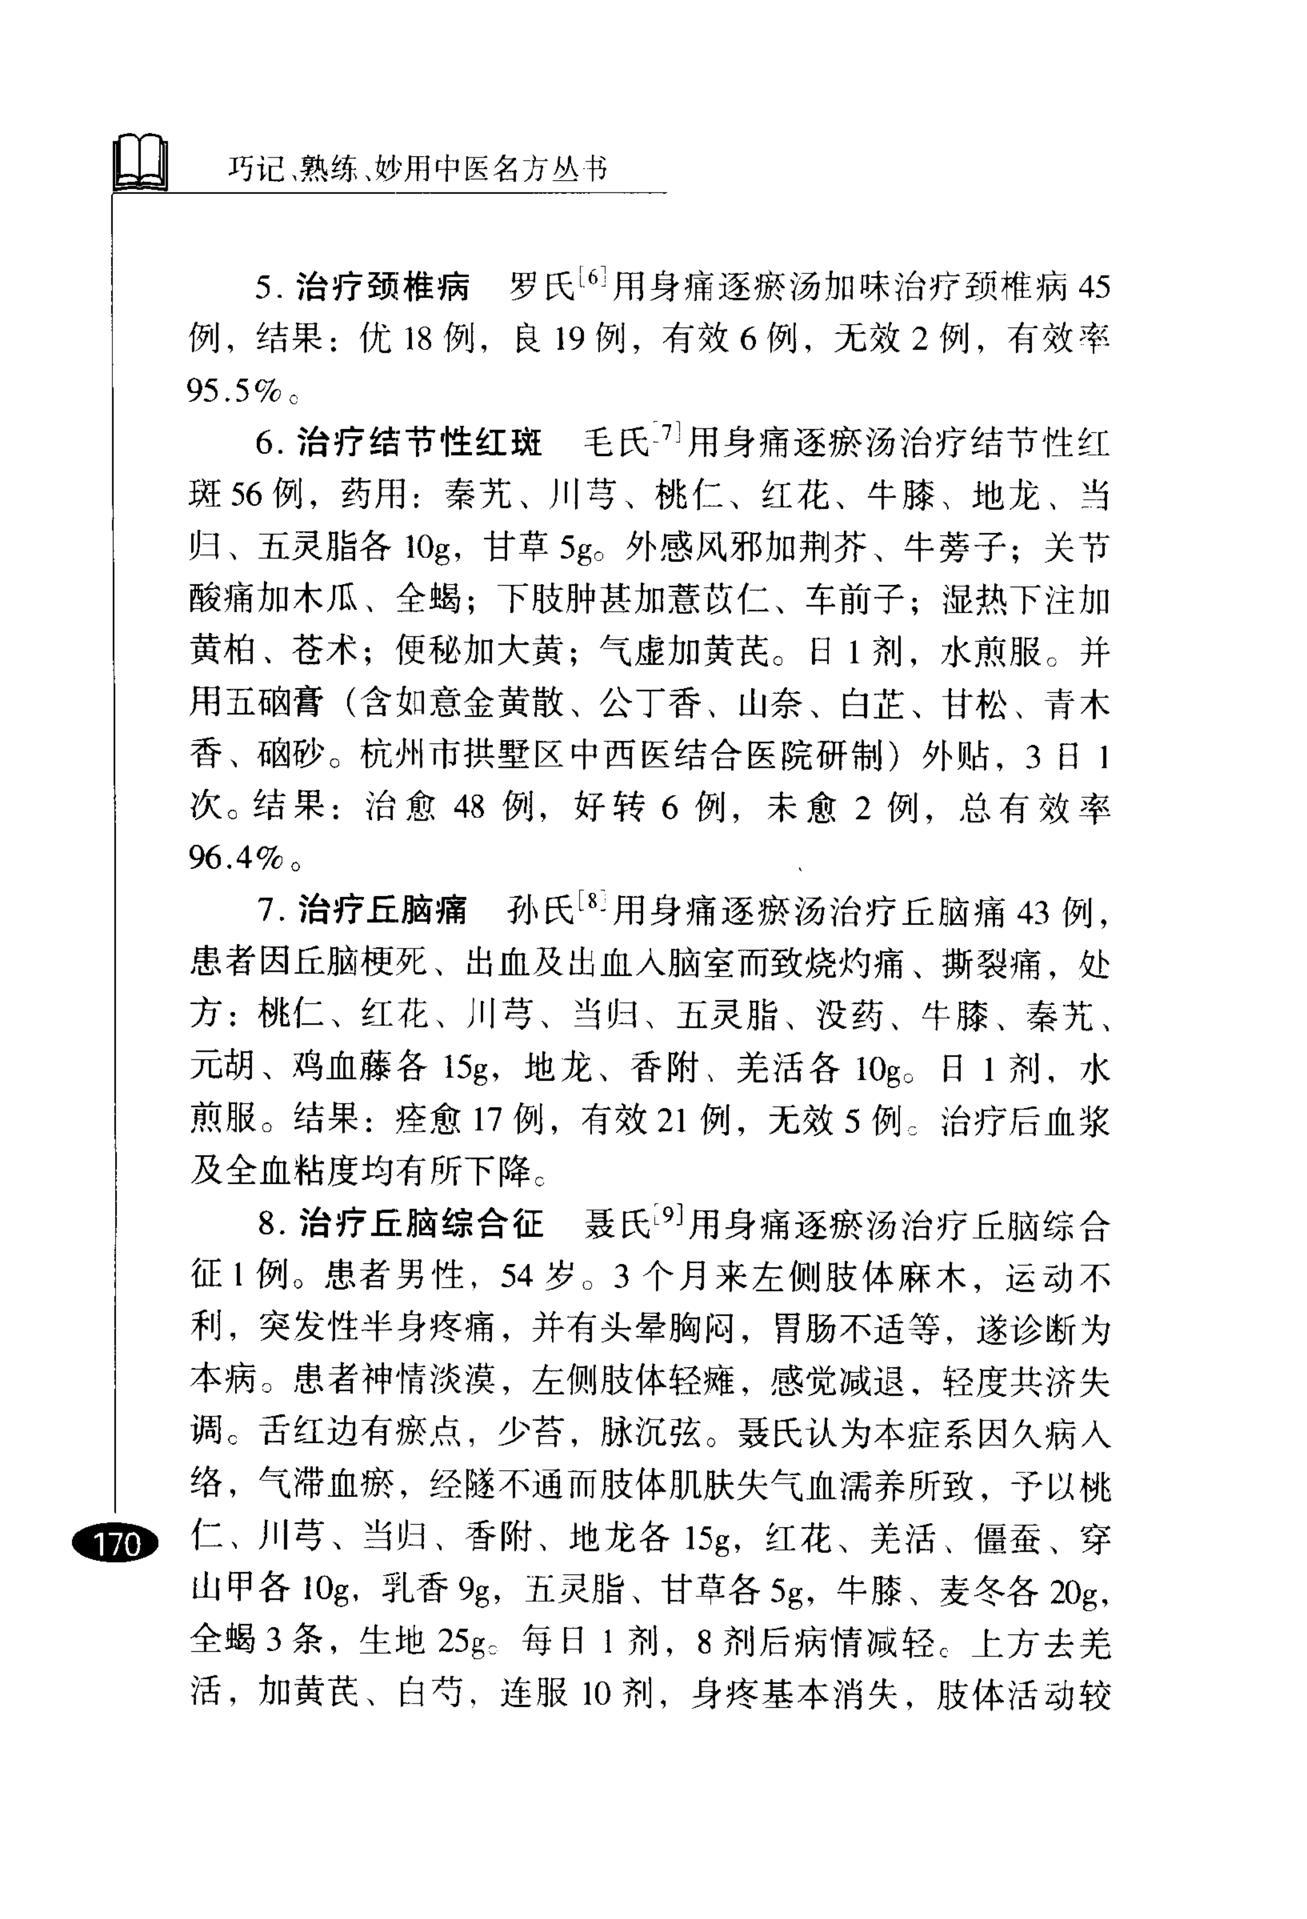 巧记、熟练、妙用中医名方丛书
5. 治疗颈椎病 罗氏[6]用身痛逐瘀汤加味治疗颈椎病 45
例，结果：优 18 例，良 19 例，有效 6 例，无效 2 例，有效率
95.5%。
6. 治疗结节性红斑 毛氏[7]用身痛逐瘀汤治疗结节性红
斑 56 例，药用：秦艽、川芎、桃仁、红花、牛膝、地龙、当
归、五灵脂各 10g，甘草 5g。外感风邪加荆芥、牛蒡子；关节
酸痛加木瓜、全蝎；下肢肿甚加薏苡仁、车前子；湿热下注加
黄柏、苍术；便秘加大黄；气虚加黄芪。日 1 剂，水煎服。并
用五硇膏（含如意金黄散、公丁香、山奈、白芷、甘松、青木
香、硇砂。杭州市拱墅区中西医结合医院研制）外贴，3 日 1
次。结果：治愈 48 例，好转 6 例，未愈 2 例，总有效率
96.4%。
7. 治疗丘脑痛 孙氏[8]用身痛逐瘀汤治疗丘脑痛 43 例，
患者因丘脑梗死、出血及出血入脑室而致烧灼痛、撕裂痛，处
方：桃仁、红花、川芎、当归、五灵脂、没药、牛膝、秦艽、
元胡、鸡血藤各 15g，地龙、香附、羌活各 10g。日 1 剂，水
煎服。结果：痊愈 17 例，有效 21 例，无效 5 例。治疗后血浆
及全血粘度均有所下降。
8. 治疗丘脑综合征 聂氏[9]用身痛逐瘀汤治疗丘脑综合
征 1 例。患者男性，54 岁。3 个月来左侧肢体麻木，运动不
利，突发性半身疼痛，并有头晕胸闷，胃肠不适等，遂诊断为
本病。患者神情淡漠，左侧肢体轻瘫，感觉减退，轻度共济失
调。舌红边有瘀点，少苔，脉沉弦。聂氏认为本症系因久病入
络，气滞血瘀，经隧不通而肢体肌肤失气血濡养所致，予以桃
仁、川芎、当归、香附、地龙各 15g，红花、羌活、僵蚕、穿
山甲各 10g，乳香 9g，五灵脂、甘草各 5g，牛膝、麦冬各 20g，
全蝎 3 条，生地 25g。每日 1 剂，8 剂后病情减轻。上方去羌
活，加黄芪、白芍，连服 10 剂，身疼基本消失，肢体活动较
170